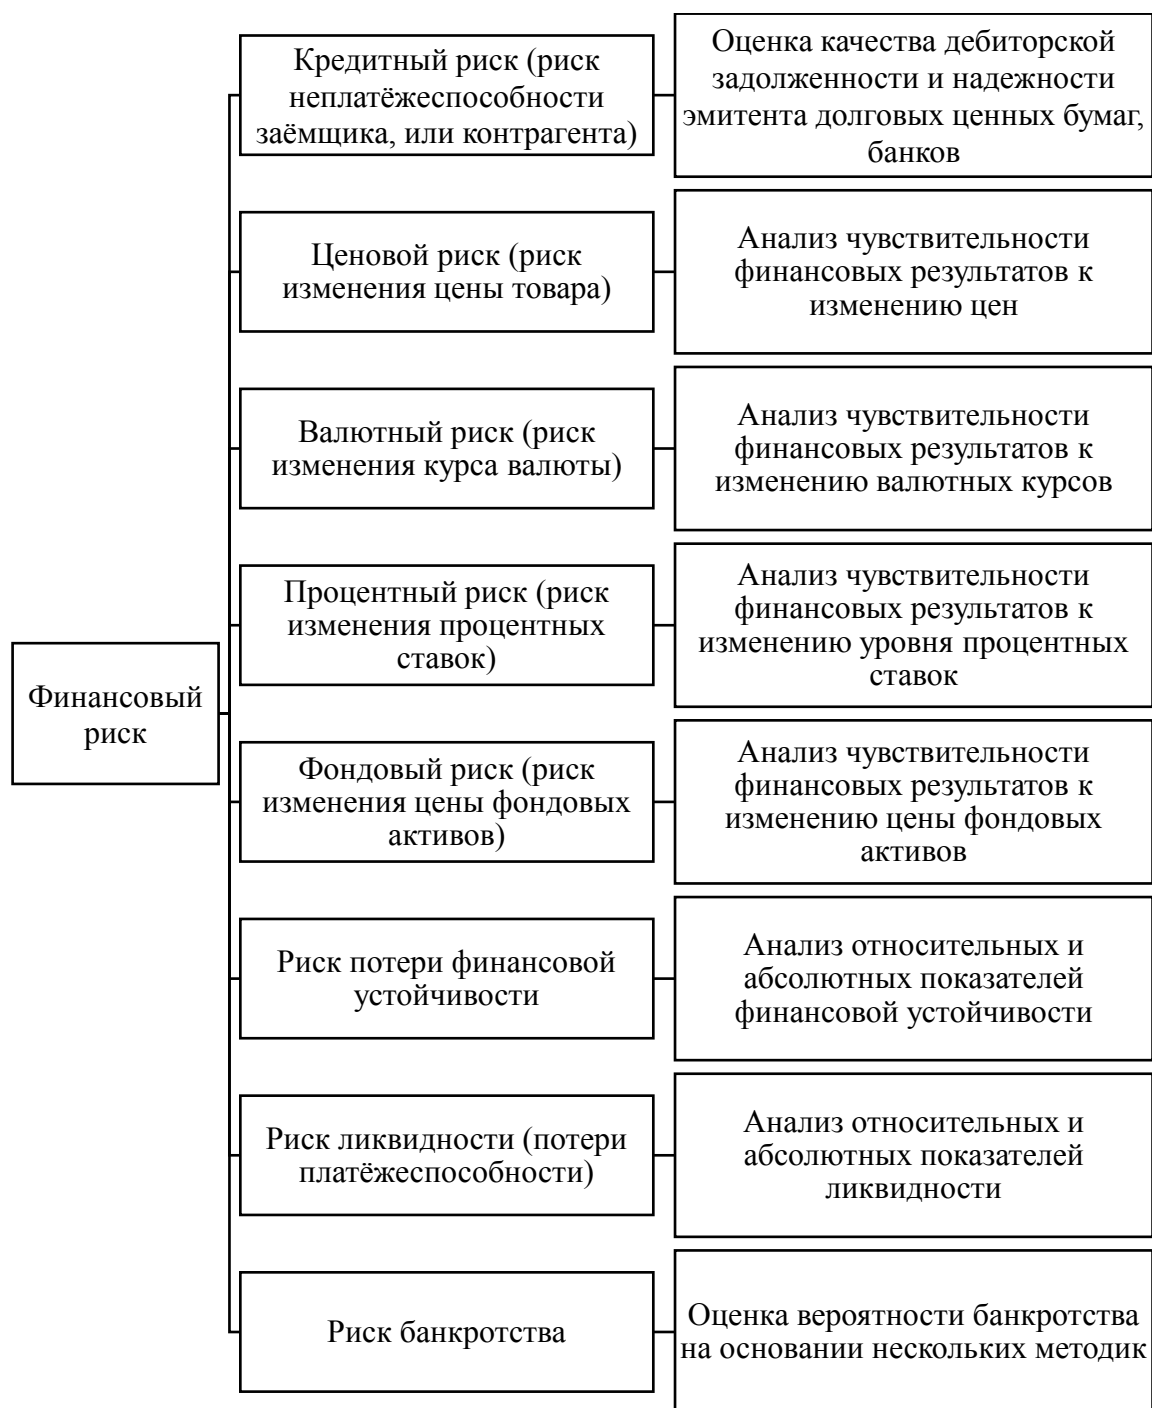 Финансовый
риск
Кредитный риск (риск
неплатёжеспособности
заёмщика, или контрагента)
Оценка качества дебиторской
задолженности и надежности
эмитента долговых ценных бумаг,
банков
Ценовой риск (риск
изменения цены товара)
Анализ чувствительности
финансовых результатов к
изменению цен
Валютный риск (риск
изменения курса валюты)
Анализ чувствительности
финансовых результатов к
изменению валютных курсов
Процентный риск (риск
изменения процентных
ставок)
Анализ чувствительности
финансовых результатов к
изменению уровня процентных
ставок
Фондовый риск (риск
изменения цены фондовых
активов)
Анализ чувствительности
финансовых результатов к
изменению цены фондовых
активов
Риск потери финансовой
устойчивости
Анализ относительных и
абсолютных показателей
финансовой устойчивости
Риск ликвидности (потери
платёжеспособности)
Анализ относительных и
абсолютных показателей
ликвидности
Риск банкротства
Оценка вероятности банкротства
на основании нескольких методик